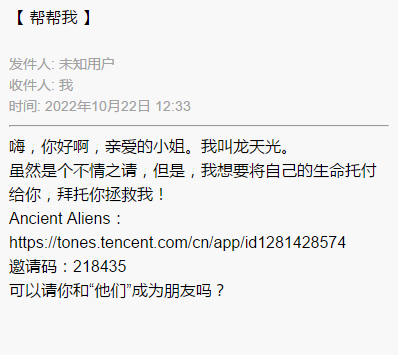 【 帮帮我 】
发件人: 未知用户
收件人: 我
时间: 2022年10月22日 12:33
嗨，你好啊，亲爱的小姐。我叫龙天光。
虽然是个不情之请，但是，我想要将自己的生命托付
给你，拜托你拯救我！
Ancient Aliens：
https://tones.tencent.com/cn/app/id1281428574
邀请码：218435
可以请你和“他们”成为朋友吗？